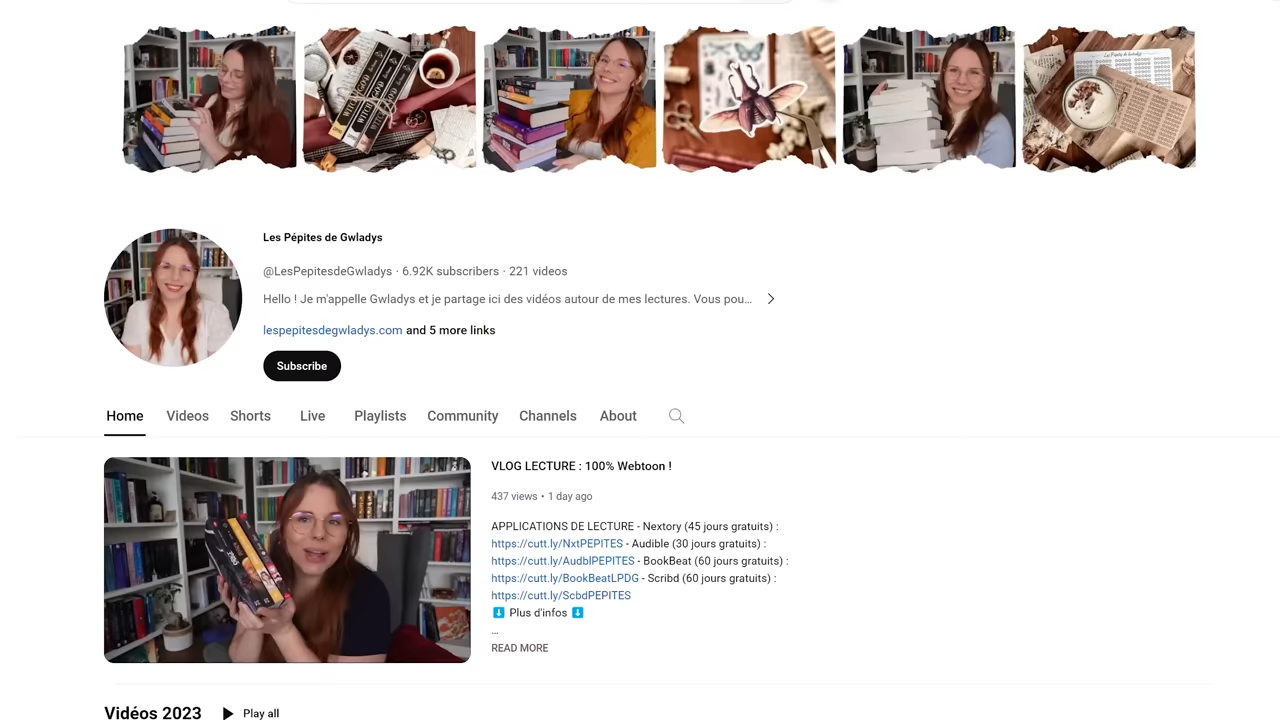 Les Pépites de Gwladys
@LesPepitesdeGwladys · 6.92K subscribers · 221 videos
Hello ! Je m'appelle Gwladys et je partage ici des vidéos autour de mes lectures. Vous pou...
lespepitesdegwladys.com and 5 more links
Subscribe
Home Videos Shorts Live Playlists Community Channels About
VLOG LECTURE : 100% Webtoon !
437 views • 1 day ago
APPLICATIONS DE LECTURE - Nextory (45 jours gratuits) :
https://cutt.ly/NxtPEPITES - Audible (30 jours gratuits) :
https://cutt.ly/AudblPEPITES - BookBeat (60 jours gratuits) :
https://cutt.ly/BookBeatLPDG - Scribd (60 jours gratuits) :
https://cutt.ly/ScbdPEPITES
Plus d'infos
...
READ MORE
Vidéos 2023 Play all